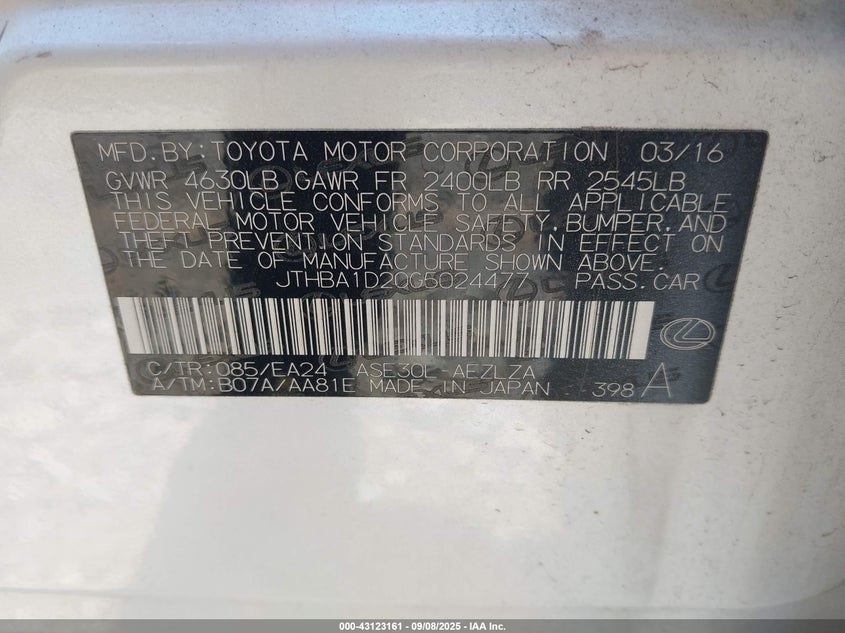 MFD. BY: TOYOTA MOTOR CORPORATION 03/16
GVWR 4630LB GAWR FR 2400LB RR 2545LB
THIS VEHICLE CONFORMS TO ALL APPLICABLE
FEDERAL MOTOR VEHICLE SAFETY, BUMPER, AND
THEFT PREVENTION STANDARDS IN EFFECT ON
THE DATE OF MANUFACTURE SHOWN ABOVE.
JTHBA1D20G5024477 PASS. CAR
C/TR: 085/EA24 ASE30L-AEZLZA
A/TM: B07A/AA81E MADE IN JAPAN 398 A
000-43123161 - 09/08/2025 - IAA Inc.